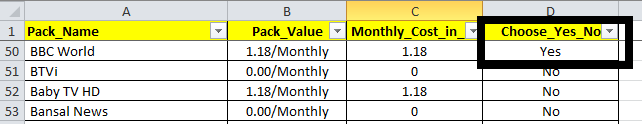 A B C D
1 Pack_Name Pack_Value Monthly_Cost_in_ Choose_Yes_No
50 BBC World 1.18/Monthly 1.18 Yes
51 BTVi 0.00/Monthly 0 No
52 Baby TV HD 1.18/Monthly 1.18 No
53 Bansal News 0.00/Monthly 0 No